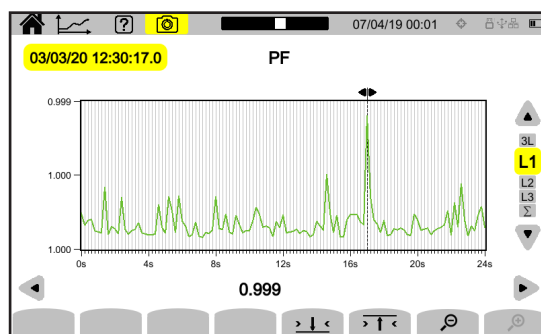 ? 07/04/19 00:01
03/03/20 12:30:17.0 PF
0.999
1.000
1.000
0s 4s 8s 12s 16s 20s 24s
3L
L1
L2
L3
Σ
0.999